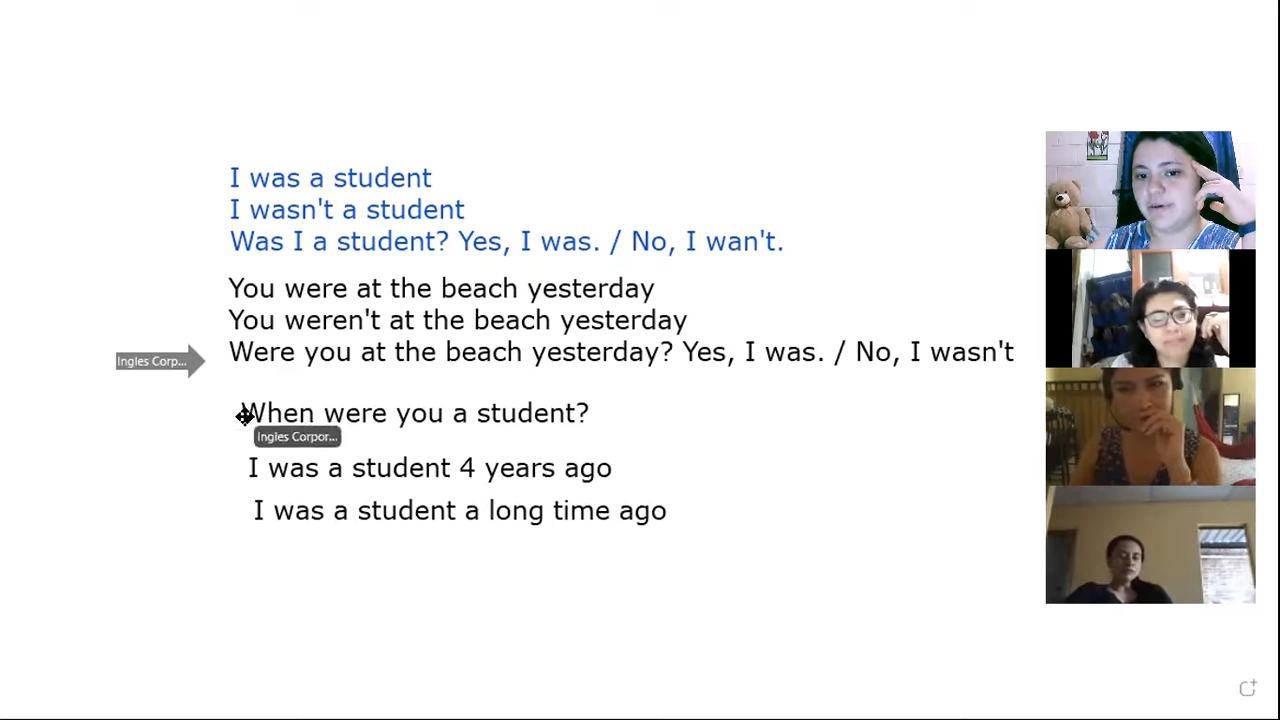 I was a student
I wasn't a student
Was I a student? Yes, I was. / No, I wan't.
You were at the beach yesterday
You weren't at the beach yesterday
Ingles Corp...
Were you at the beach yesterday? Yes, I was. / No, I wasn't
When were you a student?
Ingles Corpor...
I was a student 4 years ago
I was a student a long time ago